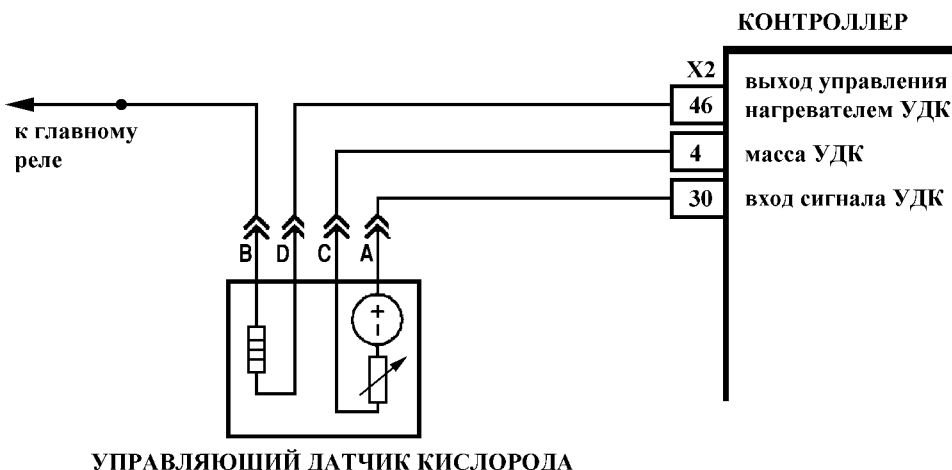 КОНТРОЛЛЕР
X2
46
выход управления
нагревателем УДК
4
масса УДК
30
вход сигнала УДК
к главному
реле
B D C A
УПРАВЛЯЮЩИЙ ДАТЧИК КИСЛОРОДА